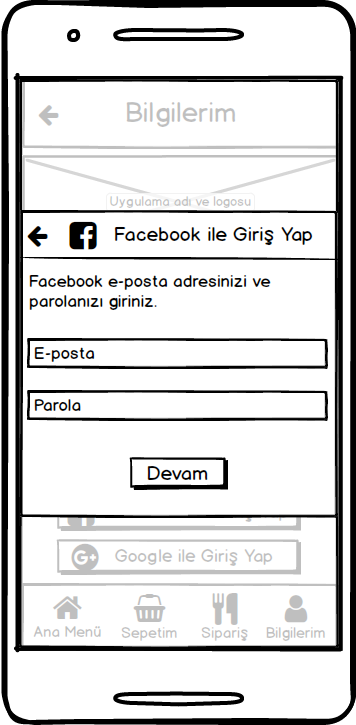 Bilgilerim
Uygulama adı ve logosu
Facebook ile Giriş Yap
Facebook e-posta adresinizi ve
parolanızı giriniz.
E-posta
Parola
Devam
Google ile Giriş Yap
Ana Menü Sepetim Sipariş Bilgilerim